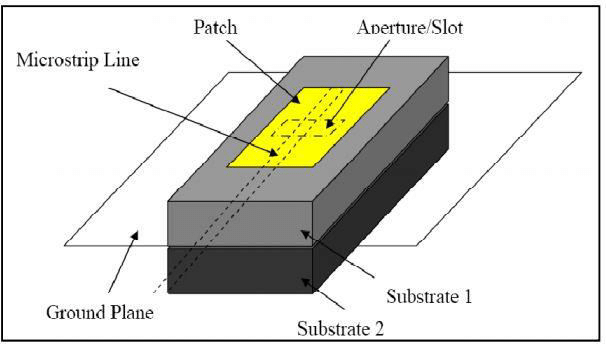 Patch
Aperture/Slot
Microstrip Line
Ground Plane
Substrate 1
Substrate 2